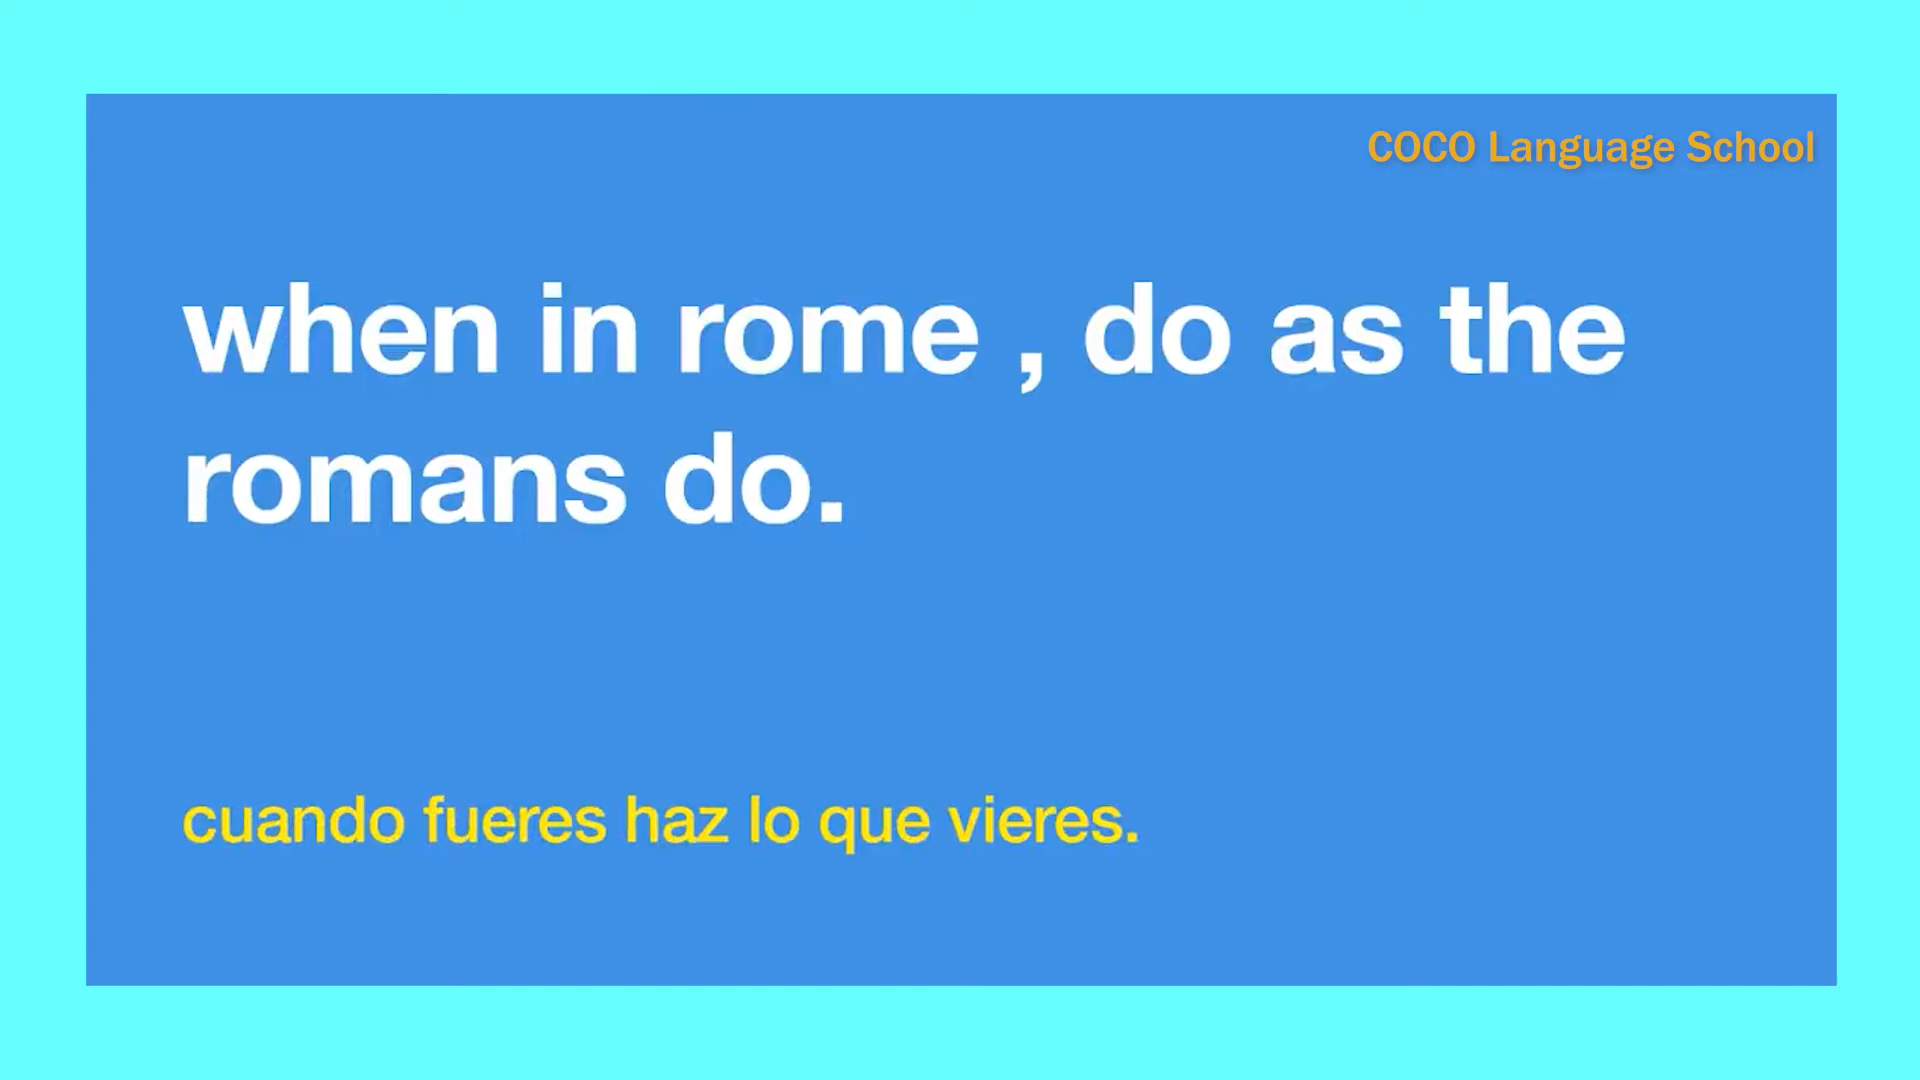 COCO Language School
when in rome , do as the
romans do.
cuando fueres haz lo que vieres.